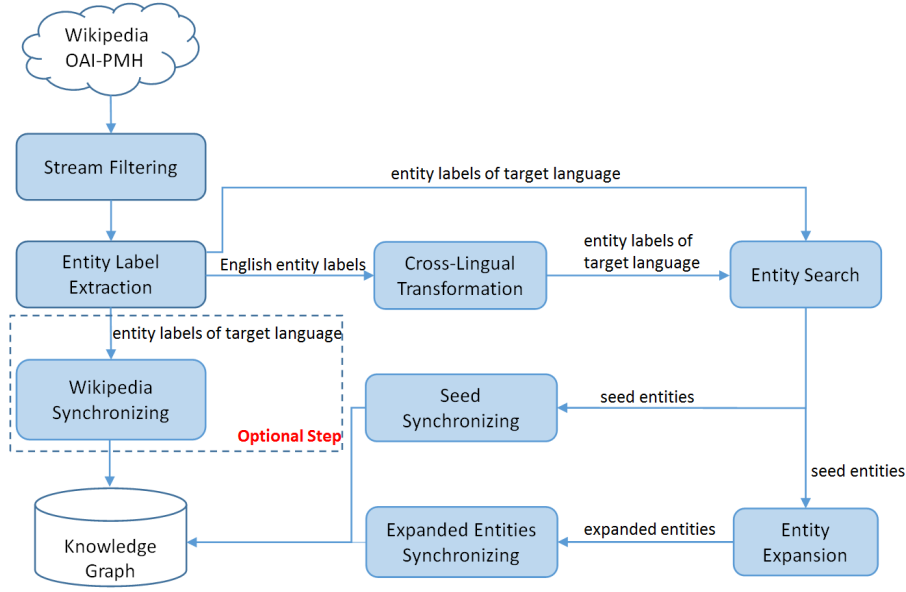 Wikipedia
OAI-PMH
Stream Filtering
entity labels of target language
Entity Label
Extraction
English entity labels
Cross-Lingual
Transformation
entity labels of
target language
Entity Search
entity labels of target language
Wikipedia
Synchronizing
Optional Step
Seed
Synchronizing
seed entities
seed entities
Knowledge
Graph
Expanded Entities
Synchronizing
expanded entities
Entity
Expansion